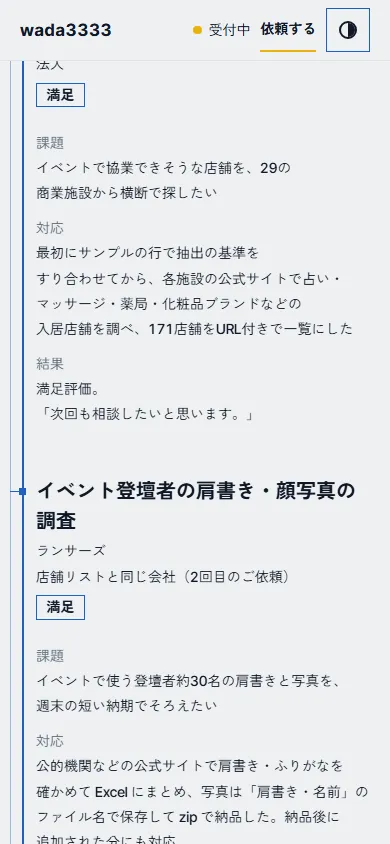 wada3333
受付中
依頼する
法人
満足
課題
イベントで協業できそうな店舗を、29の
商業施設から横断で探したい
対応
最初にサンプルの行で抽出の基準を
すり合わせてから、各施設の公式サイトで占い・
マッサージ・薬局・化粧品ブランドなどの
入居店舗を調べ、171店舗をURL付きで一覧にした
結果
満足評価。
「次回も相談したいと思います。」
イベント登壇者の肩書き・顔写真の
調査
ランサーズ
店舗リストと同じ会社（2回目のご依頼）
満足
課題
イベントで使う登壇者約30名の肩書きと写真を、
週末の短い納期でそろえたい
対応
公的機関などの公式サイトで肩書き・ふりがなを
確かめて Excel にまとめ、写真は「肩書き・名前」の
ファイル名で保存して zip で納品した。納品後に
追加された分にも対応